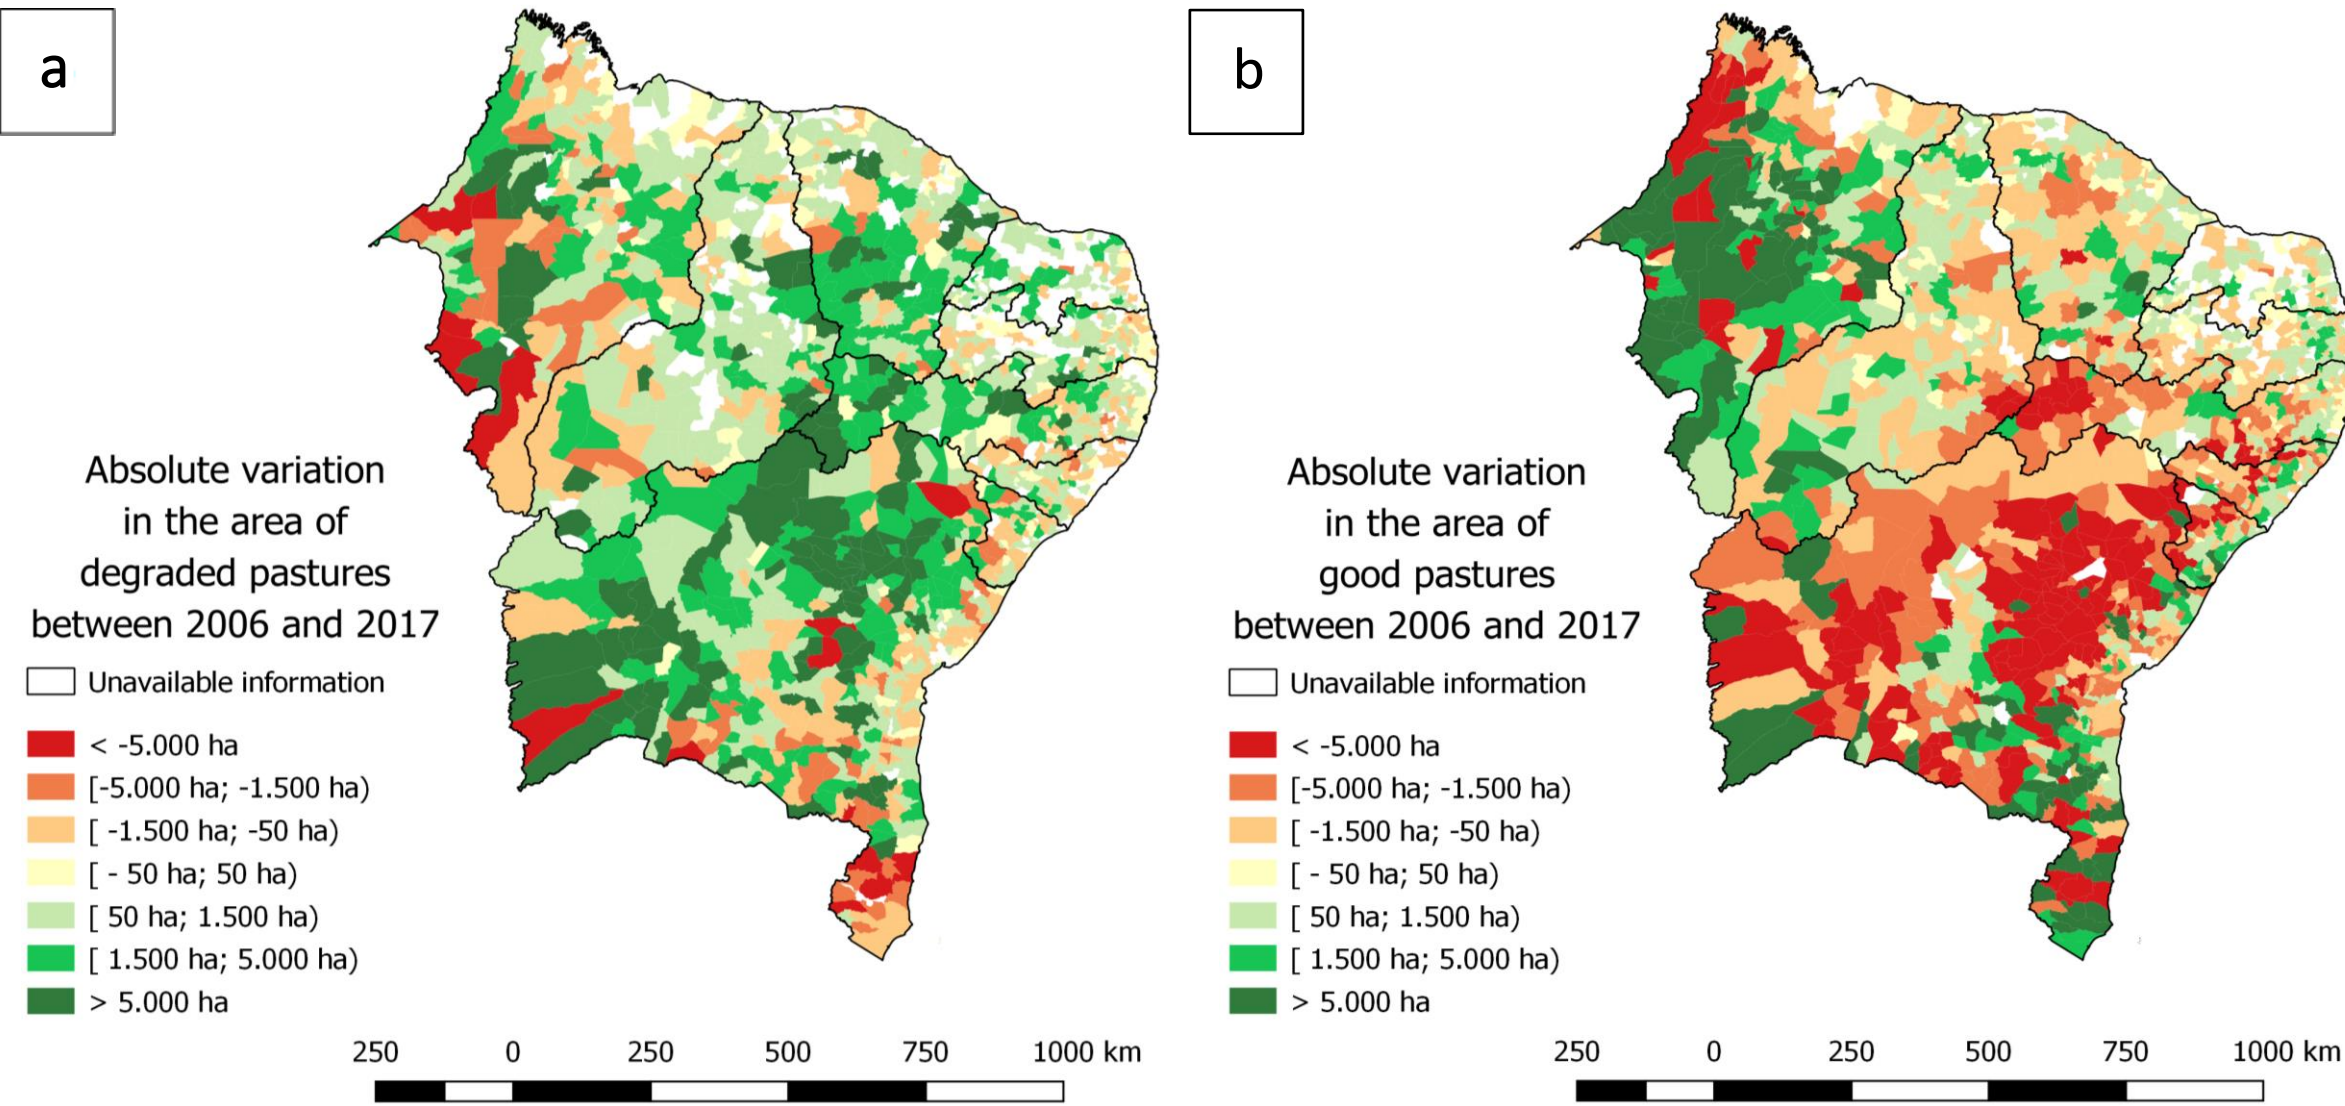 a
Absolute variation
in the area of
degraded pastures
between 2006 and 2017
Unavailable information
< -5.000 ha
[-5.000 ha; -1.500 ha)
[ -1.500 ha; -50 ha)
[ - 50 ha; 50 ha)
[ 50 ha; 1.500 ha)
[ 1.500 ha; 5.000 ha)
> 5.000 ha
250 0 250 500 750 1000 km
b
Absolute variation
in the area of
good pastures
between 2006 and 2017
Unavailable information
< -5.000 ha
[-5.000 ha; -1.500 ha)
[ -1.500 ha; -50 ha)
[ - 50 ha; 50 ha)
[ 50 ha; 1.500 ha)
[ 1.500 ha; 5.000 ha)
> 5.000 ha
250 0 250 500 750 1000 km